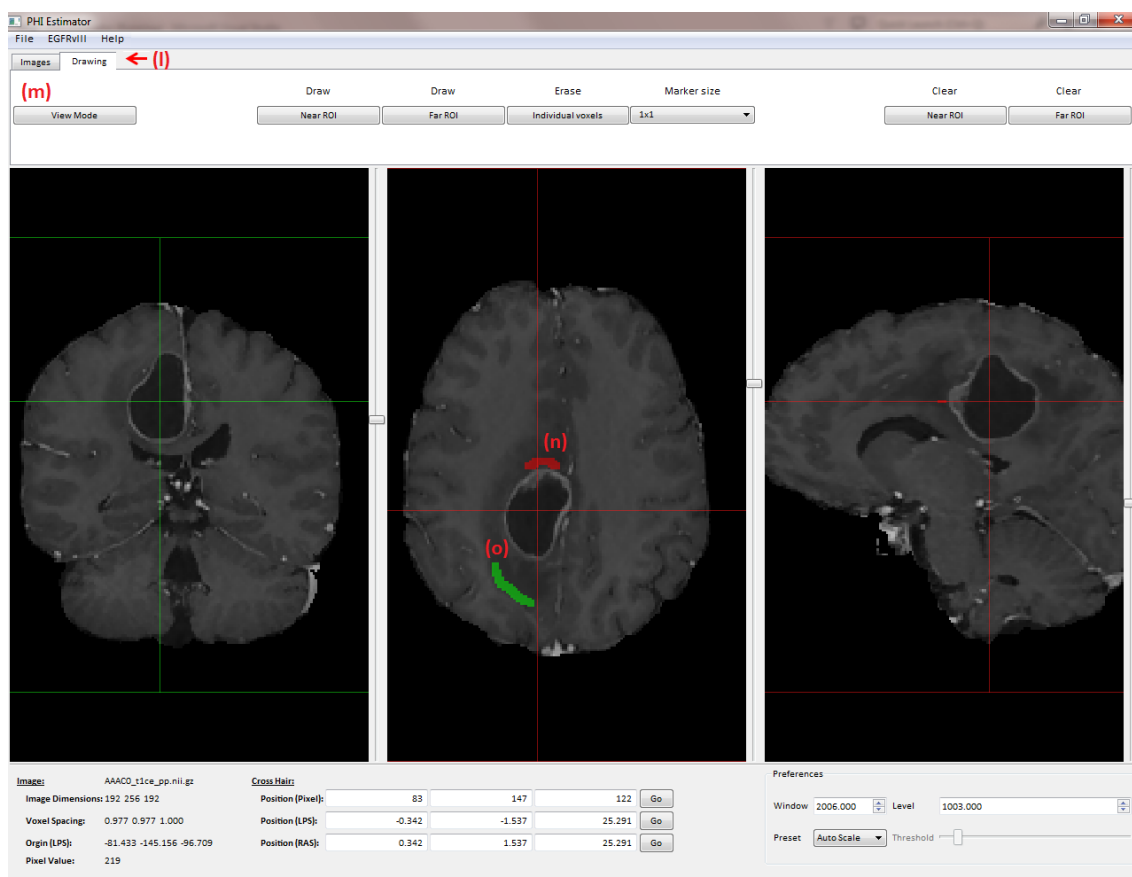 PHI Estimator
File EGFRvIII Help
Images Drawing ← (l)
(m) Draw Draw Erase Marker size Clear Clear
View Mode Near ROI Far ROI Individual voxels 1x1 Near ROI Far ROI
(n)
(o)
Image: AAAC0_t1ce_pp.nii.gz Cross Hair: Preferences
Image Dimensions: 192 256 192 Position (Pixel): 83 147 122 Go
Window 2006.000 Level 1003.000
Voxel Spacing: 0.977 0.977 1.000 Position (LPS): -0.342 -1.537 25.291 Go
Preset Auto Scale Threshold
Orgin (LPS): -81.433 -145.156 -96.709 Position (RAS): 0.342 1.537 25.291 Go
Pixel Value: 219